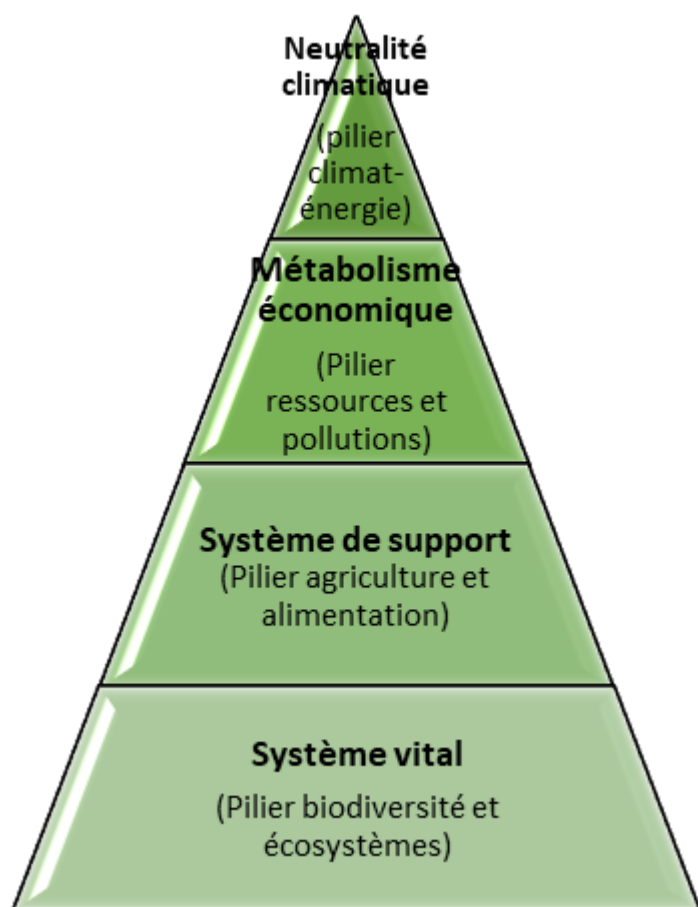 Neutralité
climatique
(pilier
climat-
énergie)
Métabolisme
économique
(Pilier
ressources et
pollutions)
Système de support
(Pilier agriculture et
alimentation)
Système vital
(Pilier biodiversité et
écosystèmes)